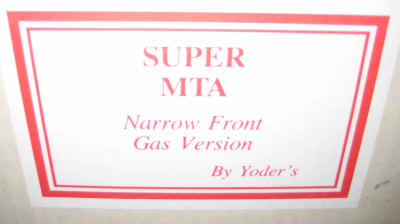 SUPER
MTA
Narrow Front
Gas Version
By Yoder's